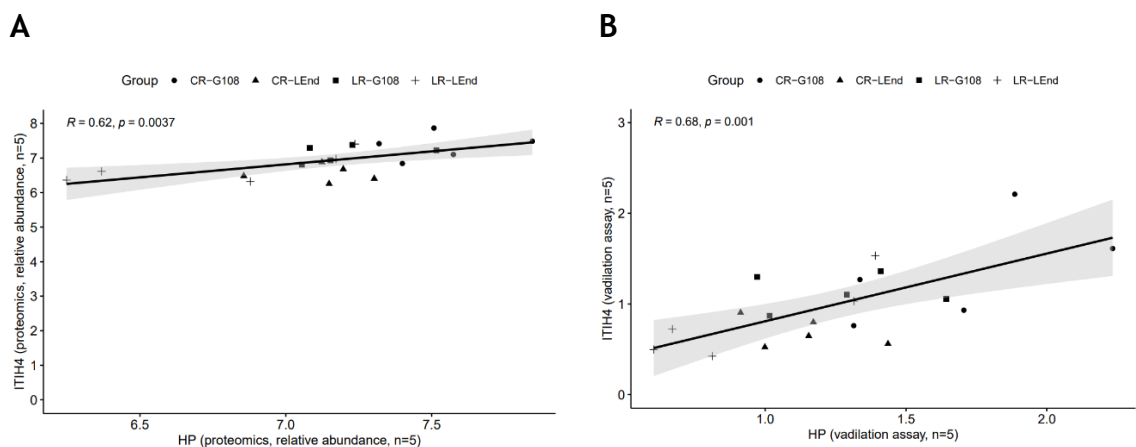 A
B
Group CR−G108 CR−LEnd LR−G108 LR−LEnd
R = 0.62, p = 0.0037
ITIH4 (proteomics, relative abundance, n=5)
8
7
6
5
4
3
2
1
0
6.5 7.0 7.5
HP (proteomics, relative abundance, n=5)
Group CR−G108 CR−LEnd LR−G108 LR−LEnd
R = 0.68, p = 0.001
ITIH4 (vadilation assay, n=5)
3
2
1
0
1.0 1.5 2.0
HP (vadilation assay, n=5)